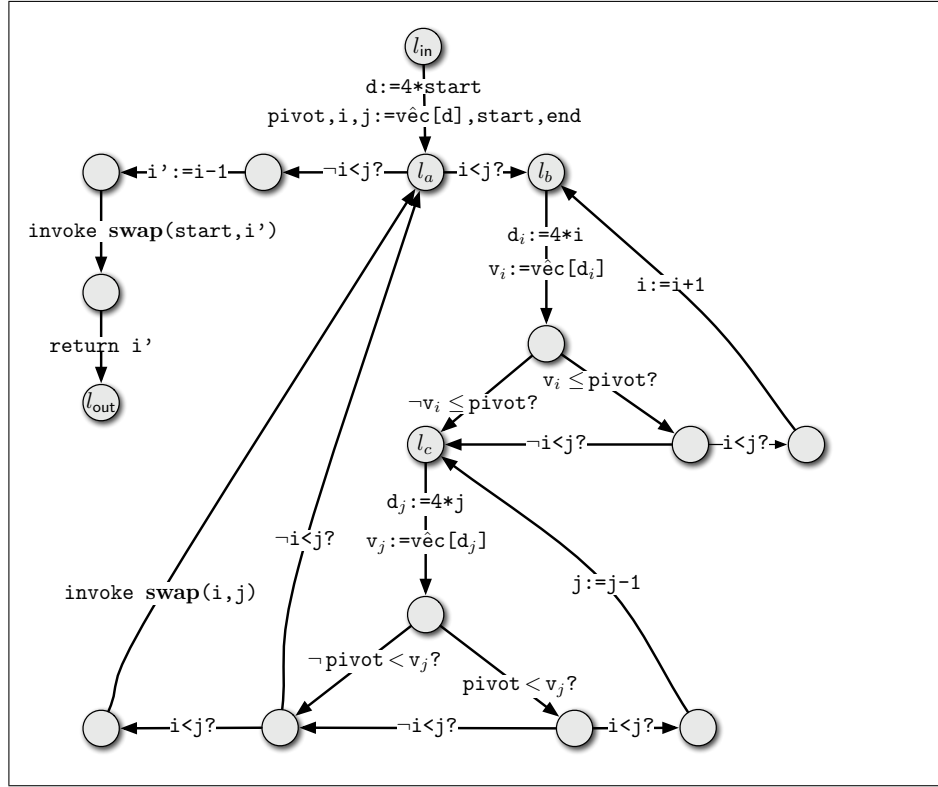 l_in
d:=4*start
pivot,i,j:=vêc[d],start,end
i':=i-1
¬i<j?
l_a
i<j?
l_b
invoke swap(start,i')
d_i:=4*i
v_i:=vêc[d_i]
i:=i+1
return i'
l_out
v_i ≤ pivot?
¬v_i ≤ pivot?
l_c
¬i<j?
i<j?
d_j:=4*j
v_j:=vêc[d_j]
¬i<j?
j:=j-1
invoke swap(i,j)
¬ pivot < v_j?
pivot < v_j?
i<j?
¬i<j?
i<j?